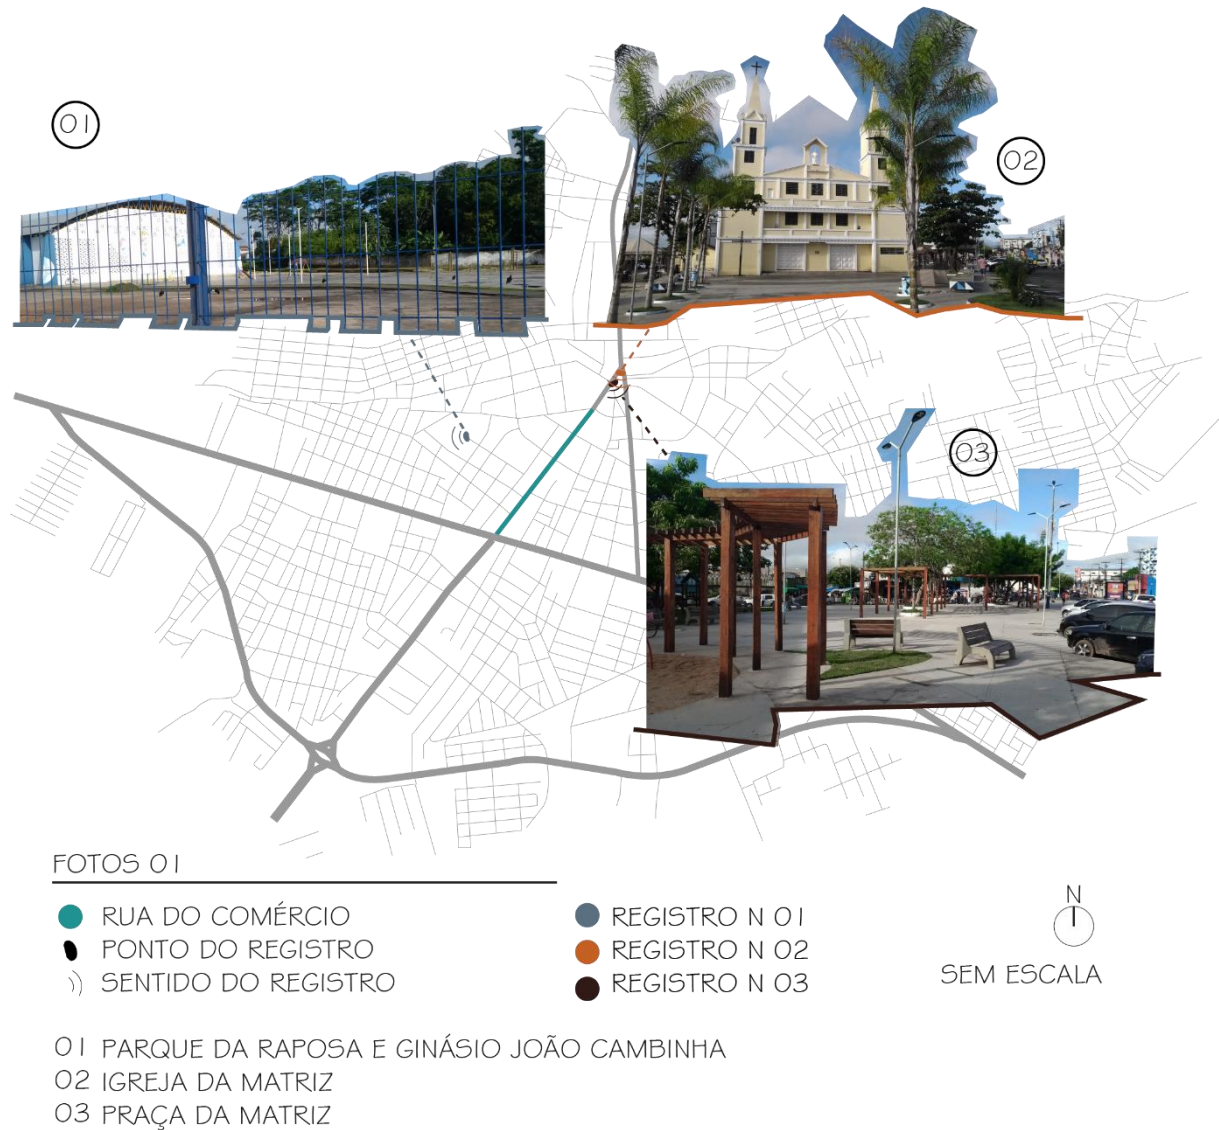 01
02
03
FOTOS 01
RUA DO COMÉRCIO
PONTO DO REGISTRO
SENTIDO DO REGISTRO
REGISTRO N 01
REGISTRO N 02
REGISTRO N 03
N
SEM ESCALA
01 PARQUE DA RAPOSA E GINÁSIO JOÃO CAMBINHA
02 IGREJA DA MATRIZ
03 PRAÇA DA MATRIZ